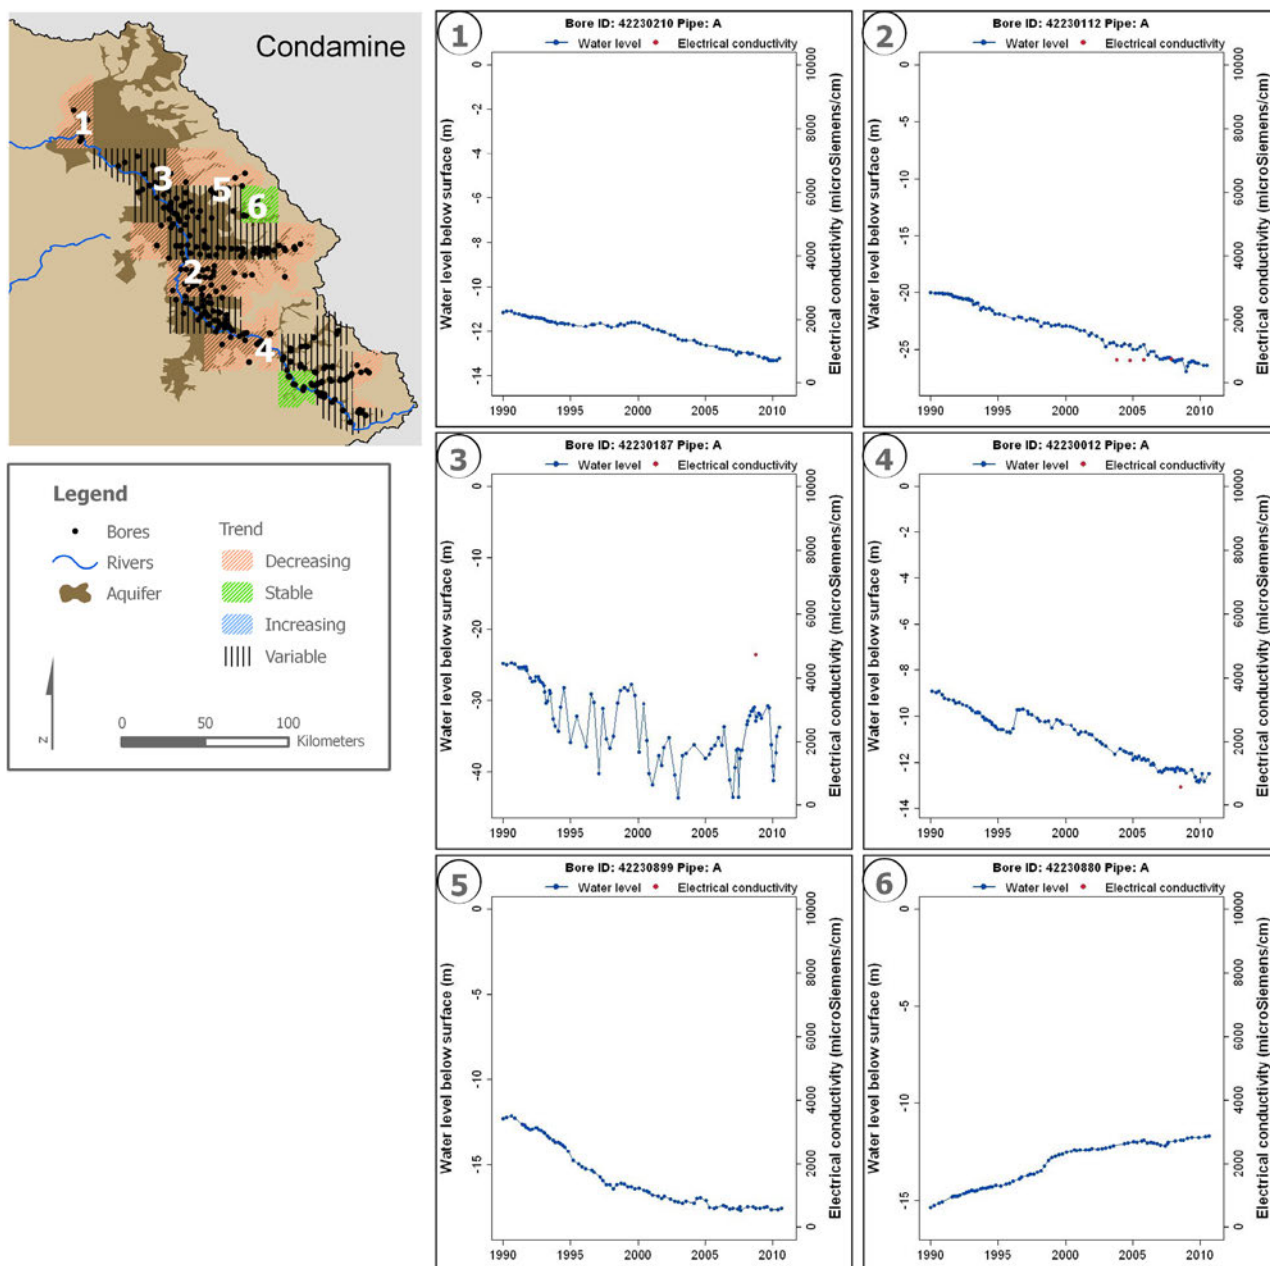 Condamine
1
3
5
6
2
4
Legend
Bores
Rivers
Aquifer
Trend
Decreasing
Stable
Increasing
Variable
N
0 50 100
Kilometers
1
Bore ID: 42230210 Pipe: A
Water level Electrical conductivity
Water level below surface (m)
0
-2
-4
-6
-8
-10
-12
-14
Electrical conductivity (microSiemens/cm)
10000
8000
6000
4000
2000
0
1990 1995 2000 2005 2010
2
Bore ID: 42230112 Pipe: A
Water level Electrical conductivity
Water level below surface (m)
0
-5
-10
-15
-20
-25
Electrical conductivity (microSiemens/cm)
10000
8000
6000
4000
2000
0
1990 1995 2000 2005 2010
3
Bore ID: 42230187 Pipe: A
Water level Electrical conductivity
Water level below surface (m)
0
-10
-20
-30
-40
Electrical conductivity (microSiemens/cm)
10000
8000
6000
4000
2000
0
1990 1995 2000 2005 2010
4
Bore ID: 42230012 Pipe: A
Water level Electrical conductivity
Water level below surface (m)
0
-2
-4
-6
-8
-10
-12
-14
Electrical conductivity (microSiemens/cm)
10000
8000
6000
4000
2000
0
1990 1995 2000 2005 2010
5
Bore ID: 42230899 Pipe: A
Water level Electrical conductivity
Water level below surface (m)
0
-5
-10
-15
Electrical conductivity (microSiemens/cm)
10000
8000
6000
4000
2000
0
1990 1995 2000 2005 2010
6
Bore ID: 42230880 Pipe: A
Water level Electrical conductivity
Water level below surface (m)
0
-5
-10
-15
Electrical conductivity (microSiemens/cm)
10000
8000
6000
4000
2000
0
1990 1995 2000 2005 2010